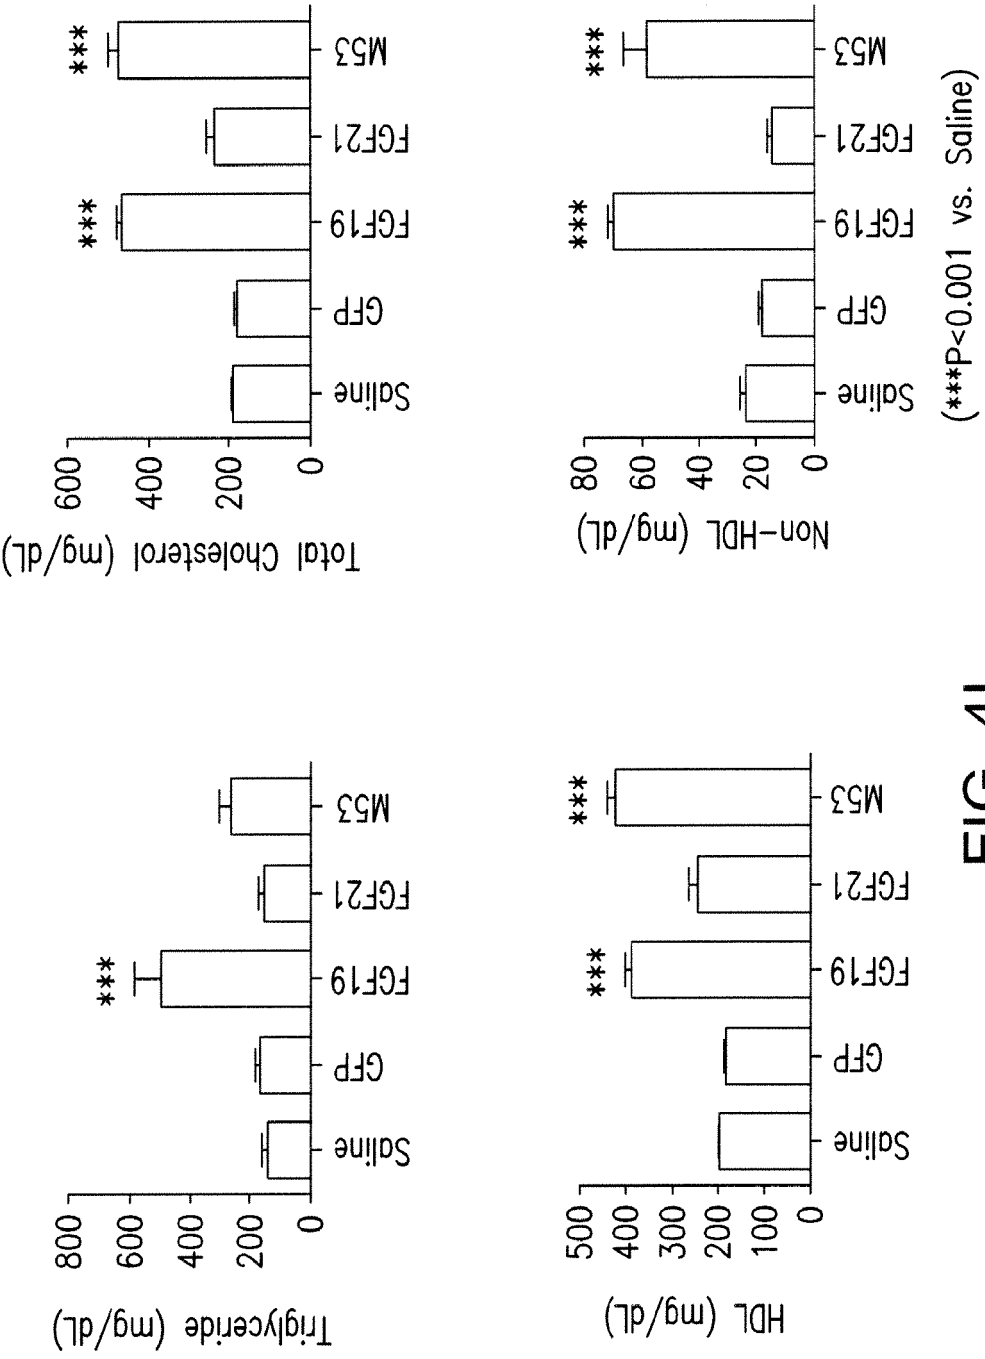 Triglyceride (mg/dL)
800
600
400
200
0
***
Saline
GFP
FGF19
FGF21
M53
Total Cholesterol (mg/dL)
600
400
200
0
***
***
Saline
GFP
FGF19
FGF21
M53
HDL (mg/dL)
500
400
300
200
100
0
***
***
Saline
GFP
FGF19
FGF21
M53
Non-HDL (mg/dL)
80
60
40
20
0
***
***
Saline
GFP
FGF19
FGF21
M53
(***P<0.001 vs. Saline)